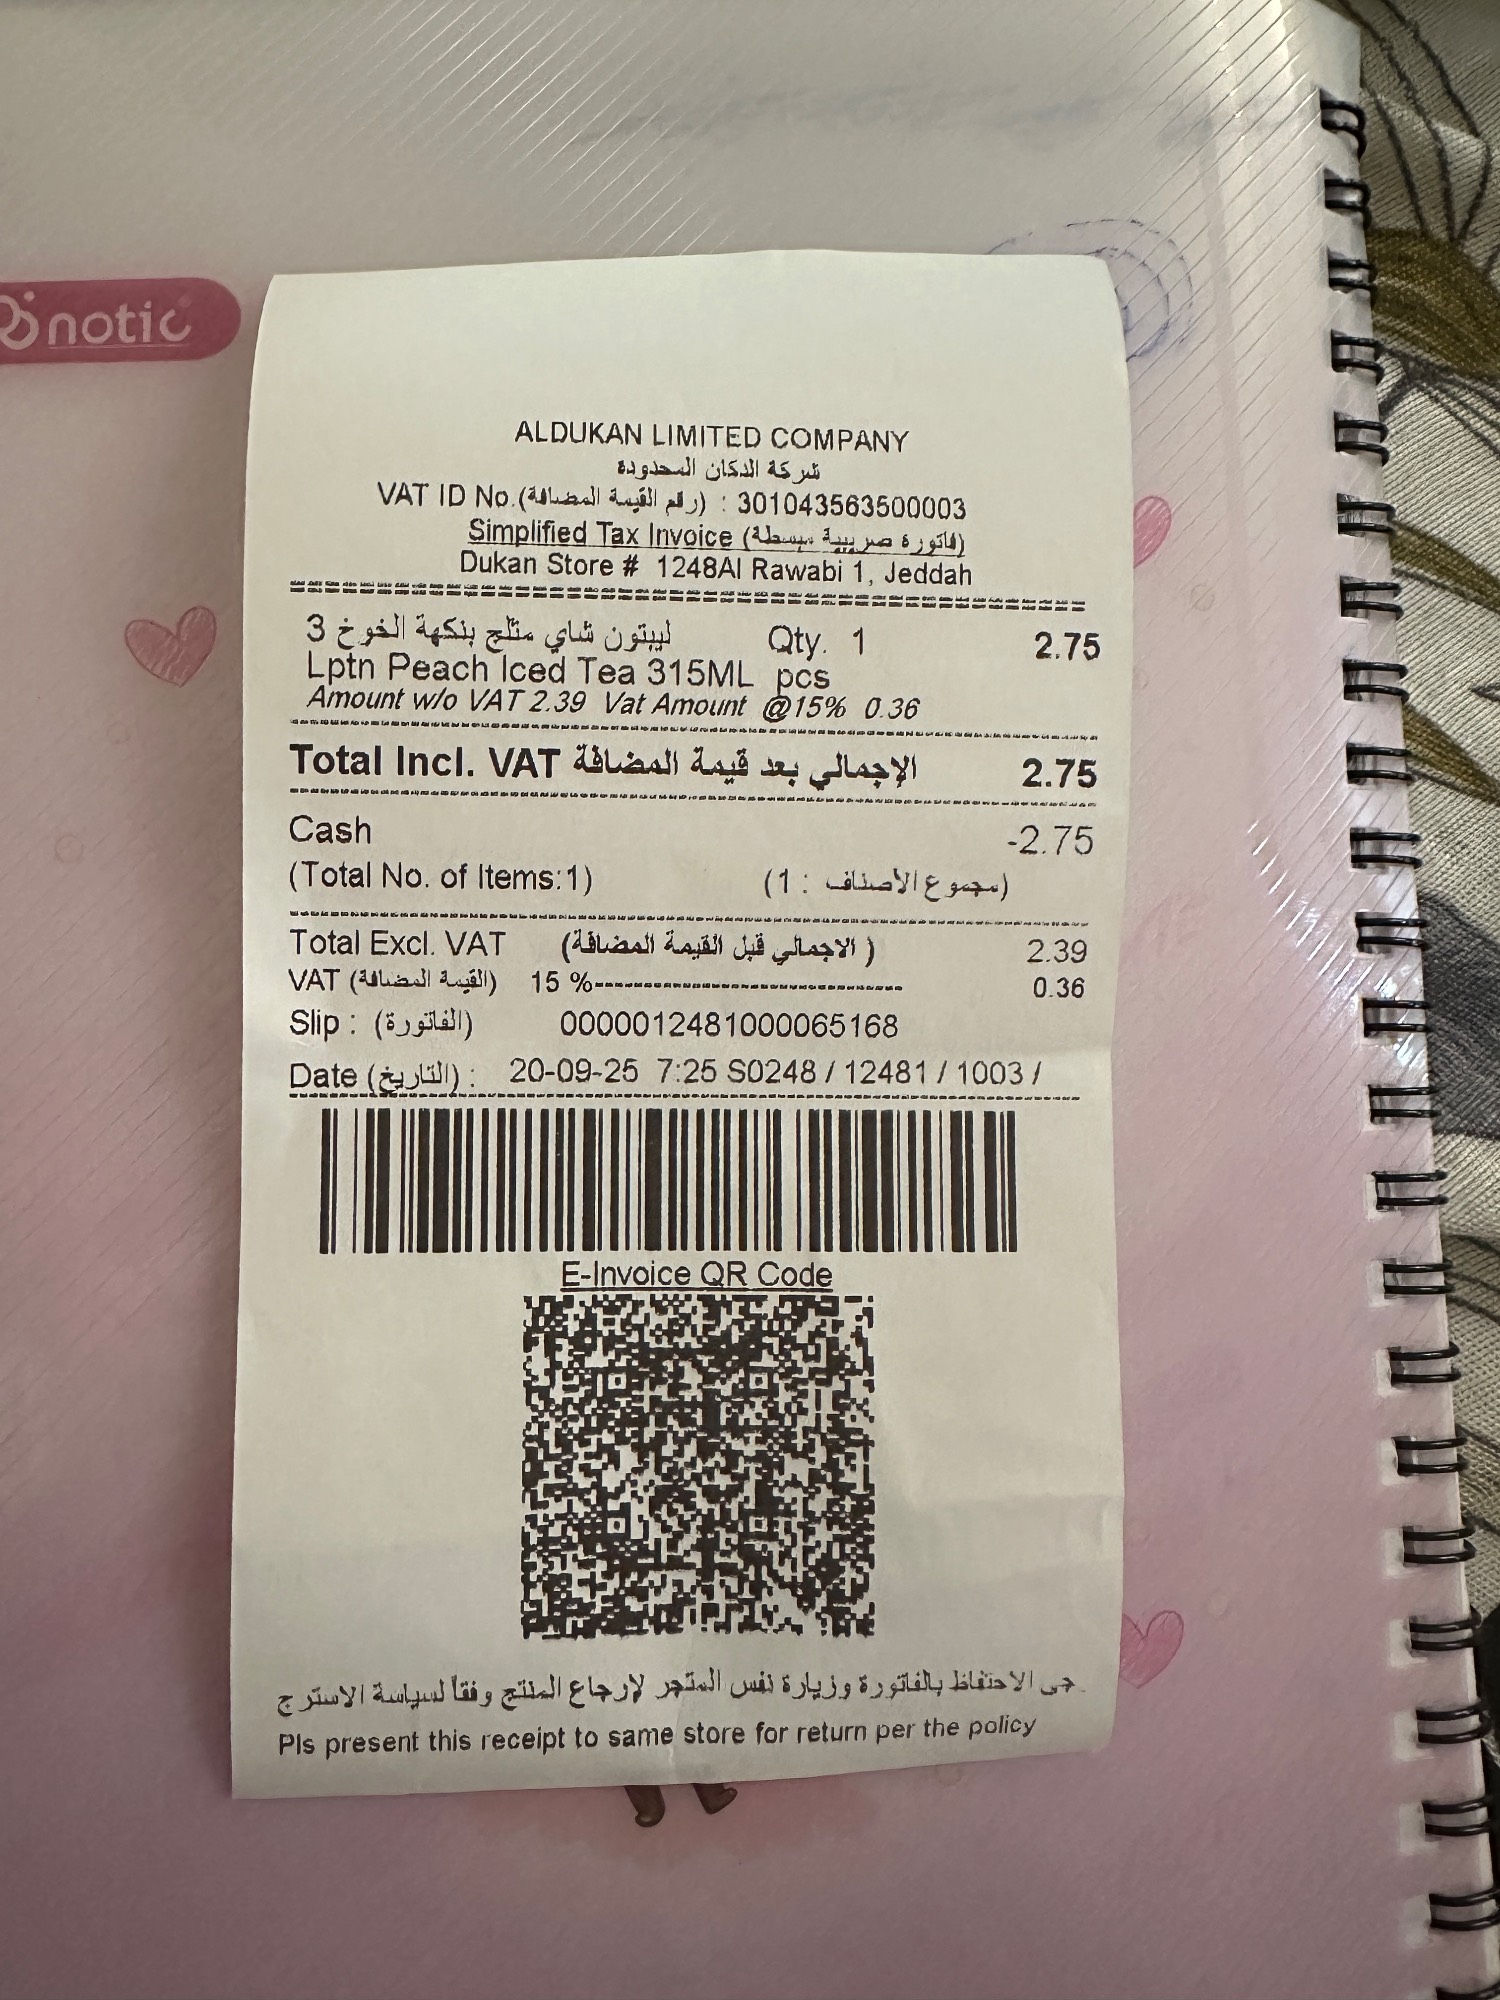 notic
ALDUKAN LIMITED COMPANY
شركة الدكان المحدودة
VAT ID No.(رقم القيمة المضافة) : 301043563500003
Simplified Tax Invoice (فاتورة ضريبية مبسطة)
Dukan Store # 1248Al Rawabi 1, Jeddah
ليبتون شاي مثلج بنكهة الخوخ 3 Qty. 1 2.75
Lptn Peach Iced Tea 315ML pcs
Amount w/o VAT 2.39 Vat Amount @15% 0.36
Total Incl. VAT الإجمالي بعد قيمة المضافة 2.75
Cash -2.75
(Total No. of Items:1) (مجموع الاصناف : 1)
Total Excl. VAT (الاجمالي قبل القيمة المضافة ) 2.39
VAT (القيمة المضافة) 15 %------------------------------------ 0.36
Slip : (الفاتورة) 0000012481000065168
Date (التاريخ) : 20-09-25 7:25 S0248 / 12481 / 1003 /
E-Invoice QR Code
جى الاحتفاظ بالفاتورة وزيارة نفس المتجر لإرجاع المنتج وفقاً لسياسة الاسترج
Pls present this receipt to same store for return per the policy